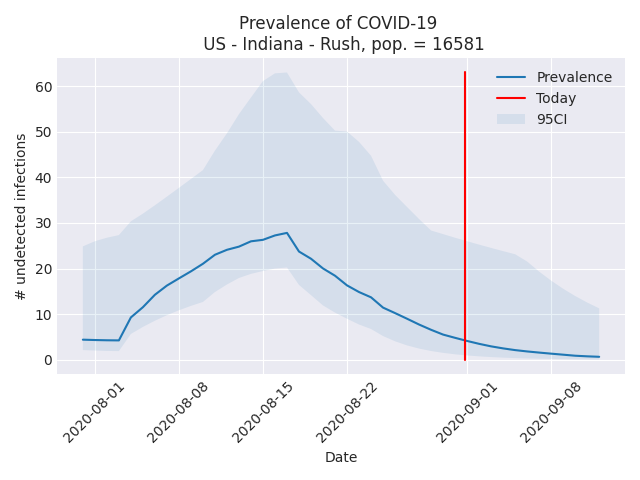 Prevalence of COVID-19
US - Indiana - Rush, pop. = 16581
Prevalence
Today
95CI
# undetected infections
60
50
40
30
20
10
0
2020-08-01
2020-08-08
2020-08-15
2020-08-22
2020-09-01
2020-09-08
Date